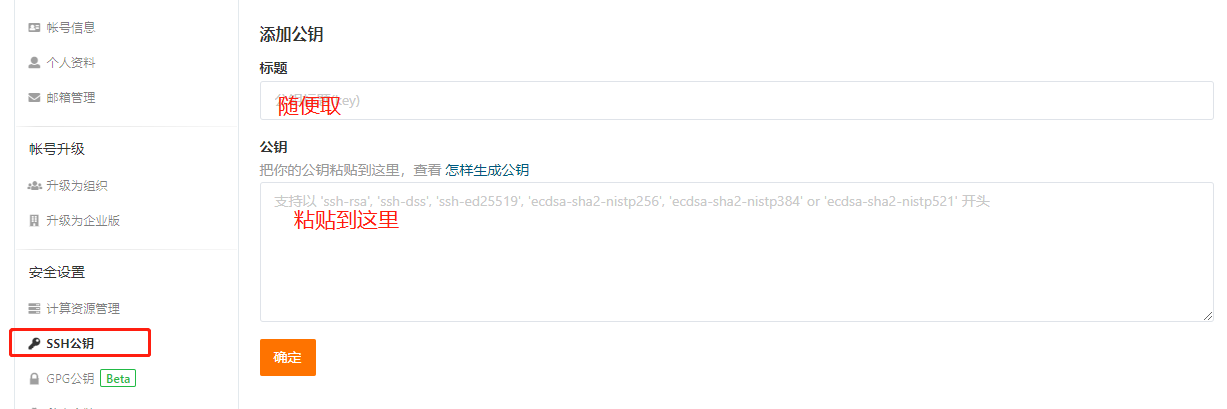 帐号信息
个人资料
邮箱管理
帐号升级
升级为组织
升级为企业版
安全设置
计算资源管理
SSH公钥
GPG公钥 Beta
添加公钥
标题
随便取
key)
公钥
把你的公钥粘贴到这里，查看 怎样生成公钥
支持以 'ssh-rsa', 'ssh-dss', 'ssh-ed25519', 'ecdsa-sha2-nistp256', 'ecdsa-sha2-nistp384' or 'ecdsa-sha2-nistp521' 开头
粘贴到这里
确定